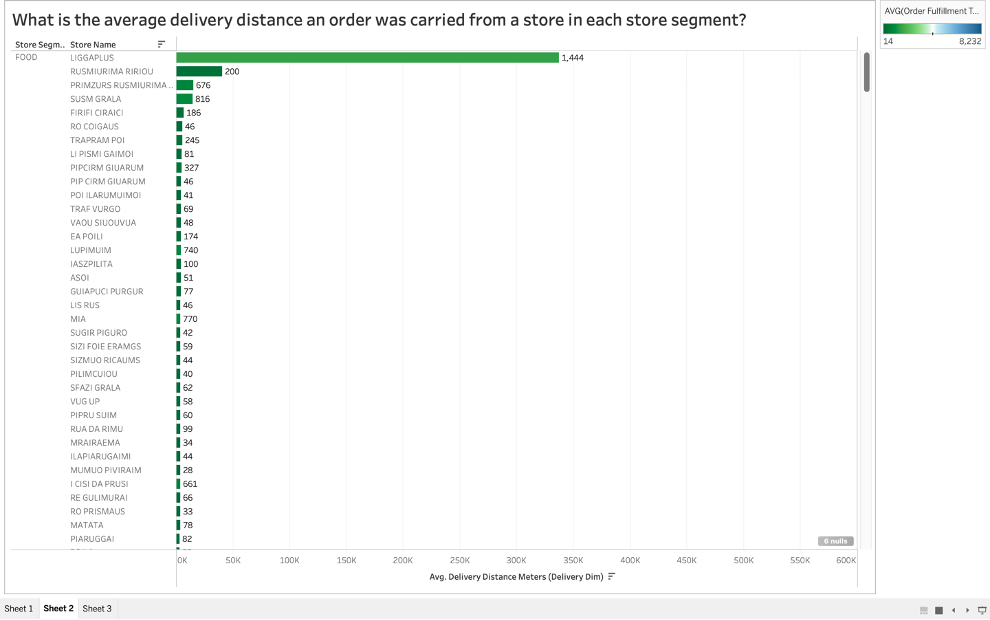 What is the average delivery distance an order was carried from a store in each store segment?
AVG(Order Fulfillment T...
14 8,232
Store Segm.. Store Name
FOOD LIGGAPLUS 1,444
RUSMIURIMA RIRIOU 200
PRIMZURS RUSMIURIMA .. 676
SUSM GRALA 816
FIRIFI CIRAICI 186
RO COIGAUS 46
TRAPRAM POI 245
LI PISMI GAIMOI 81
PIPCIRM GIUARUM 327
PIP CIRM GIUARUM 46
POI ILARUMUIMOI 41
TRAF VURGO 69
VAOU SIUOUVUA 48
EA POILI 174
LUPIMUIM 740
IASZPILITA 100
ASOI 51
GUIAPUCI PURGUR 77
LIS RUS 46
MIA 770
SUGIR PIGURO 42
SIZI FOIE ERAMGS 59
SIZMUO RICAUMS 44
PILIMCUIOU 40
SFAZI GRALA 62
VUG UP 58
PIPRU SUIM 60
RUA DA RIMU 99
MRAIRAEMA 34
ILAPIARUGAIMI 44
MUMUO PIVIRAIM 28
I CISI DA PRUSI 661
RE GULIMURAI 66
RO PRISMAUS 33
MATATA 78
PIARUGGAI 82
6 nulls
0K 50K 100K 150K 200K 250K 300K 350K 400K 450K 500K 550K 600K
Avg. Delivery Distance Meters (Delivery Dim)
Sheet 1 Sheet 2 Sheet 3